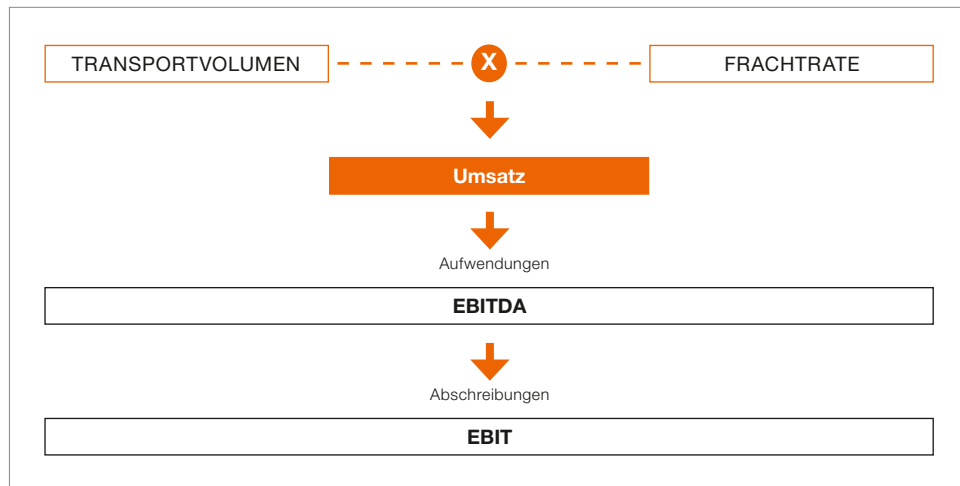 TRANSPORTVOLUMEN X FRACHTRATE
Umsatz
Aufwendungen
EBITDA
Abschreibungen
EBIT